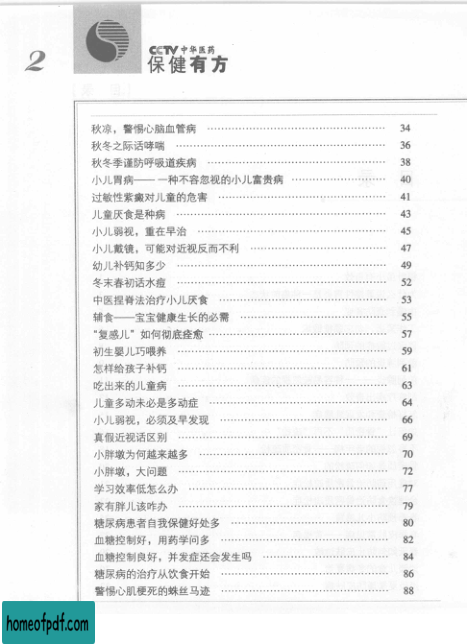 2
CCTV 中华医药
保健有方
秋凉，警惕心脑血管病 34
秋冬之际话哮喘 36
秋冬季谨防呼吸道疾病 38
小儿胃病——一种不容忽视的小儿富贵病 40
过敏性紫癜对儿童的危害 41
儿童厌食是种病 43
小儿弱视，重在早治 45
小儿戴镜，可能对近视反而不利 47
幼儿补钙知多少 49
冬末春初话水痘 52
中医捏脊法治疗小儿厌食 53
辅食——宝宝健康生长的必需 55
“复感儿”如何彻底痊愈 57
初生婴儿巧喂养 59
怎样给孩子补钙 61
吃出来的儿童病 63
儿童多动未必是多动症 64
小儿弱视，必须及早发现 66
真假近视话区别 69
小胖墩为何越来越多 70
小胖墩，大问题 72
学习效率低怎么办 77
家有胖儿该咋办 79
糖尿病患者自我保健好处多 80
血糖控制好，用药学问多 82
血糖控制良好，并发症还会发生吗 84
糖尿病的治疗从饮食开始 86
警惕心肌梗死的蛛丝马迹 88
homeofpdf.com